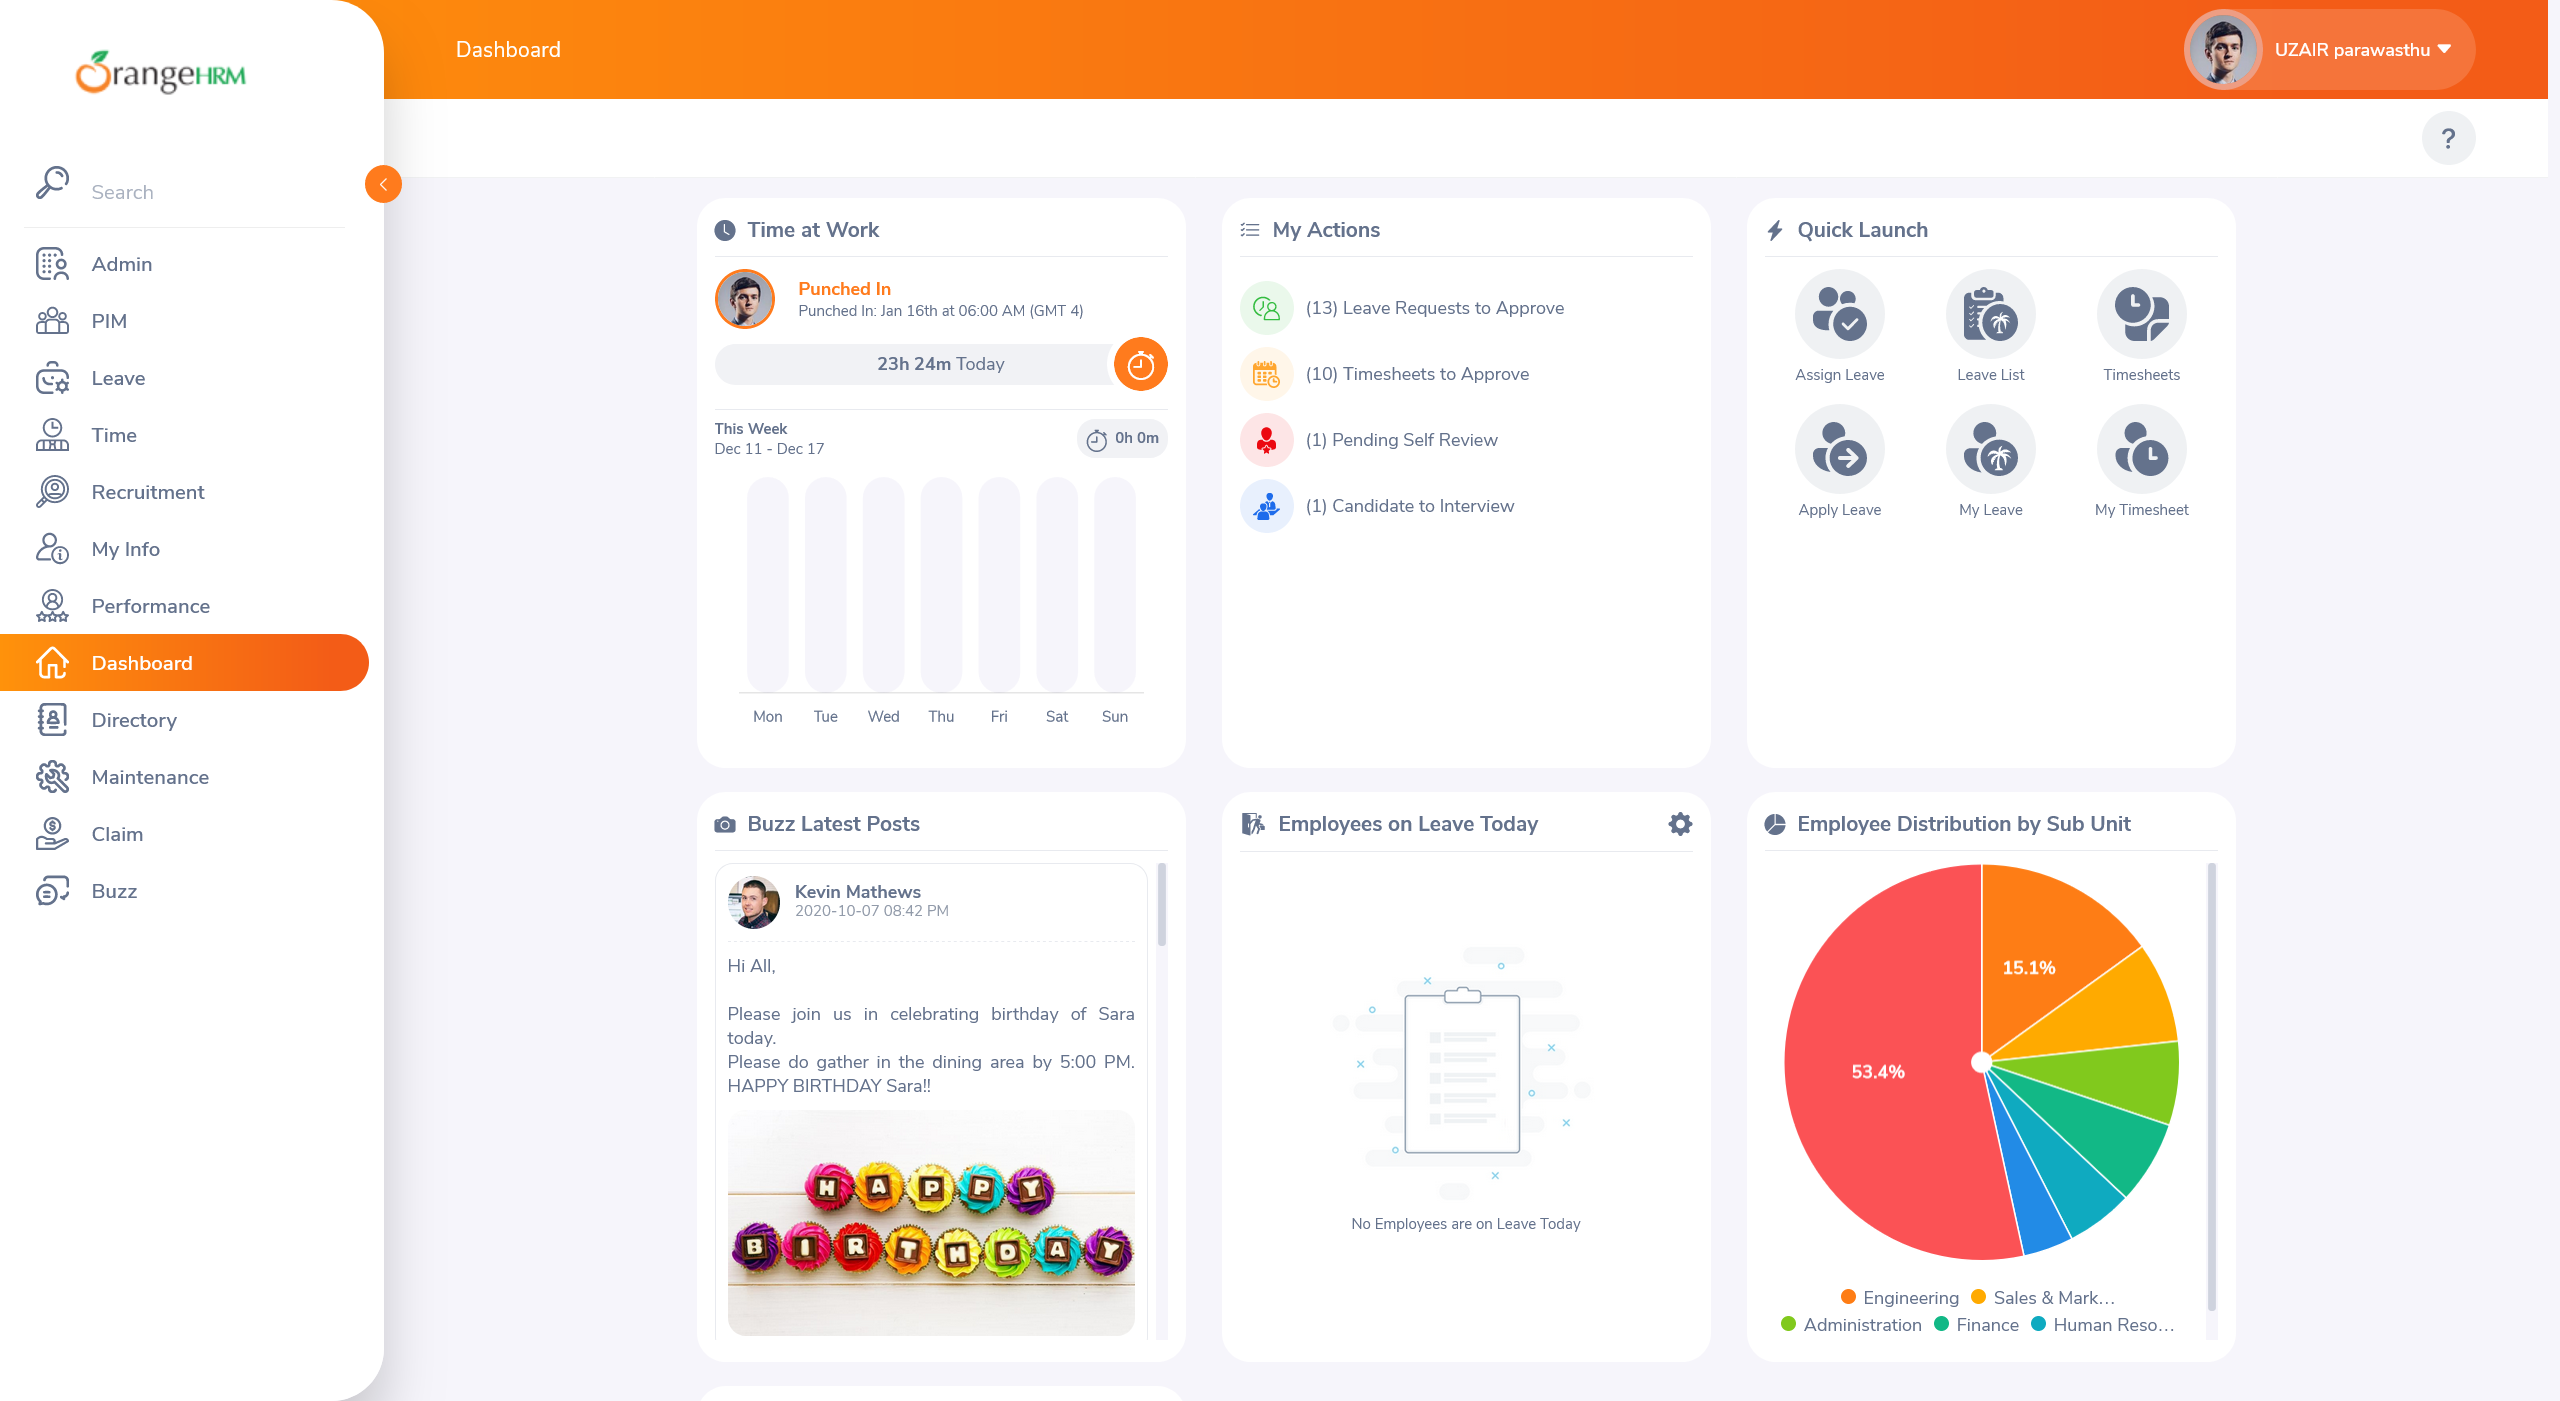 OrangeHRM
Search
Admin
PIM
Leave
Time
Recruitment
My Info
Performance
Dashboard
Directory
Maintenance
Claim
Buzz
Dashboard
UZAIR parawasthu
?
Time at Work
Punched In
Punched In: Jan 16th at 06:00 AM (GMT 4)
23h 24m Today
This Week
Dec 11 - Dec 17
0h 0m
Mon Tue Wed Thu Fri Sat Sun
My Actions
(13) Leave Requests to Approve
(10) Timesheets to Approve
(1) Pending Self Review
(1) Candidate to Interview
Quick Launch
Assign Leave Leave List Timesheets
Apply Leave My Leave My Timesheet
Buzz Latest Posts
Kevin Mathews
2020-10-07 08:42 PM
Hi All,
Please join us in celebrating birthday of Sara
today.
Please do gather in the dining area by 5:00 PM.
HAPPY BIRTHDAY Sara!!
HAPPY
BIRTHDAY
Employees on Leave Today
No Employees are on Leave Today
Employee Distribution by Sub Unit
15.1%
53.4%
Engineering Sales & Mark…
Administration Finance Human Reso…